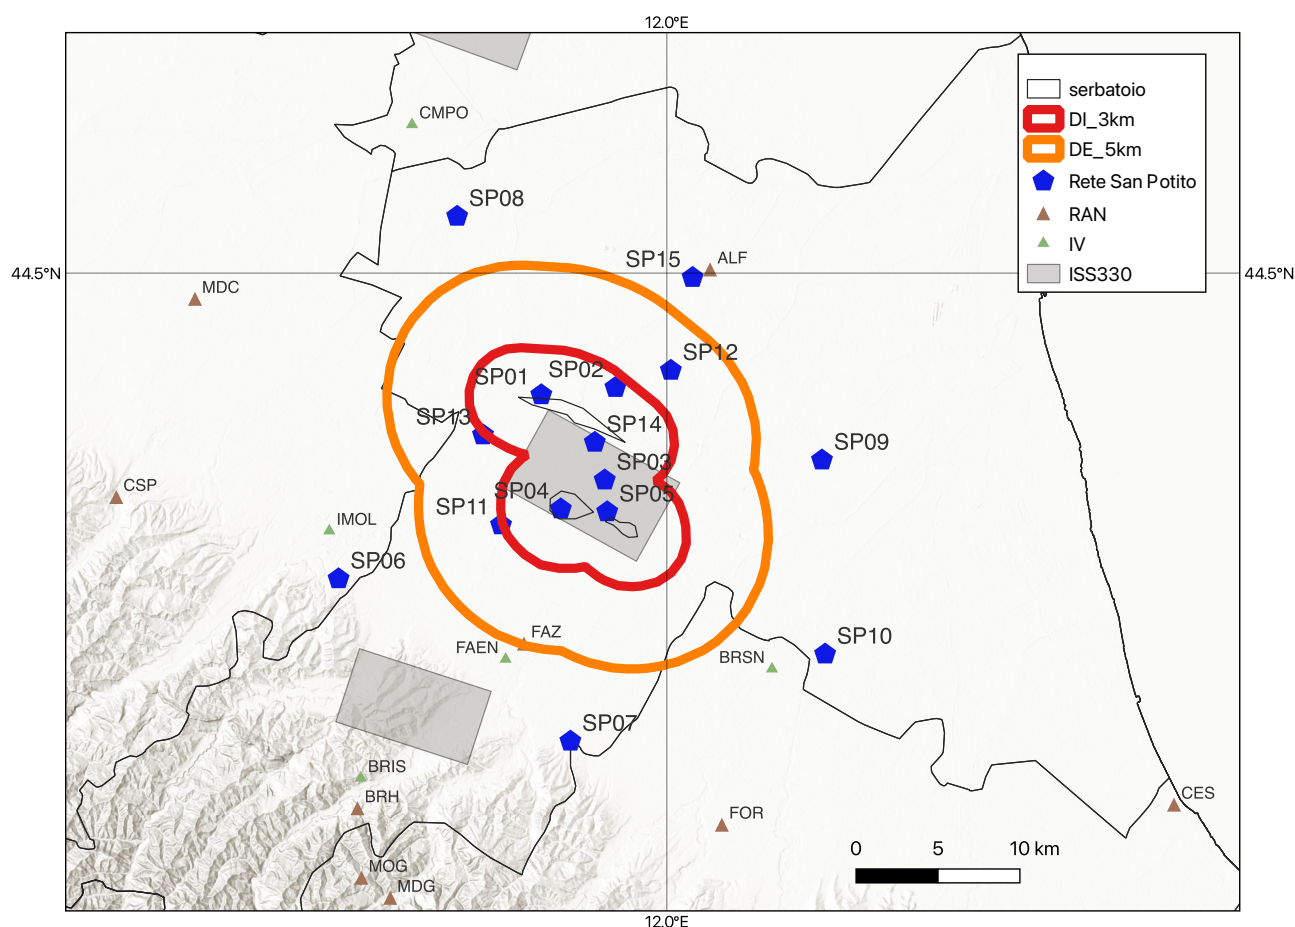 12.0°E
CMPO
serbatoio
DI_3km
DE_5km
Rete San Potito
RAN
IV
ISS330
SP08
SP15
ALF
44.5°N
44.5°N
MDC
SP12
SP01
SP02
SP13
SP14
SP09
SP03
CSP
SP04
SP05
SP11
IMOL
SP06
FAZ
FAEN
SP10
BRSN
SP07
BRIS
BRH
CES
FOR
0 5 10 km
MOG
MDG
12.0°E